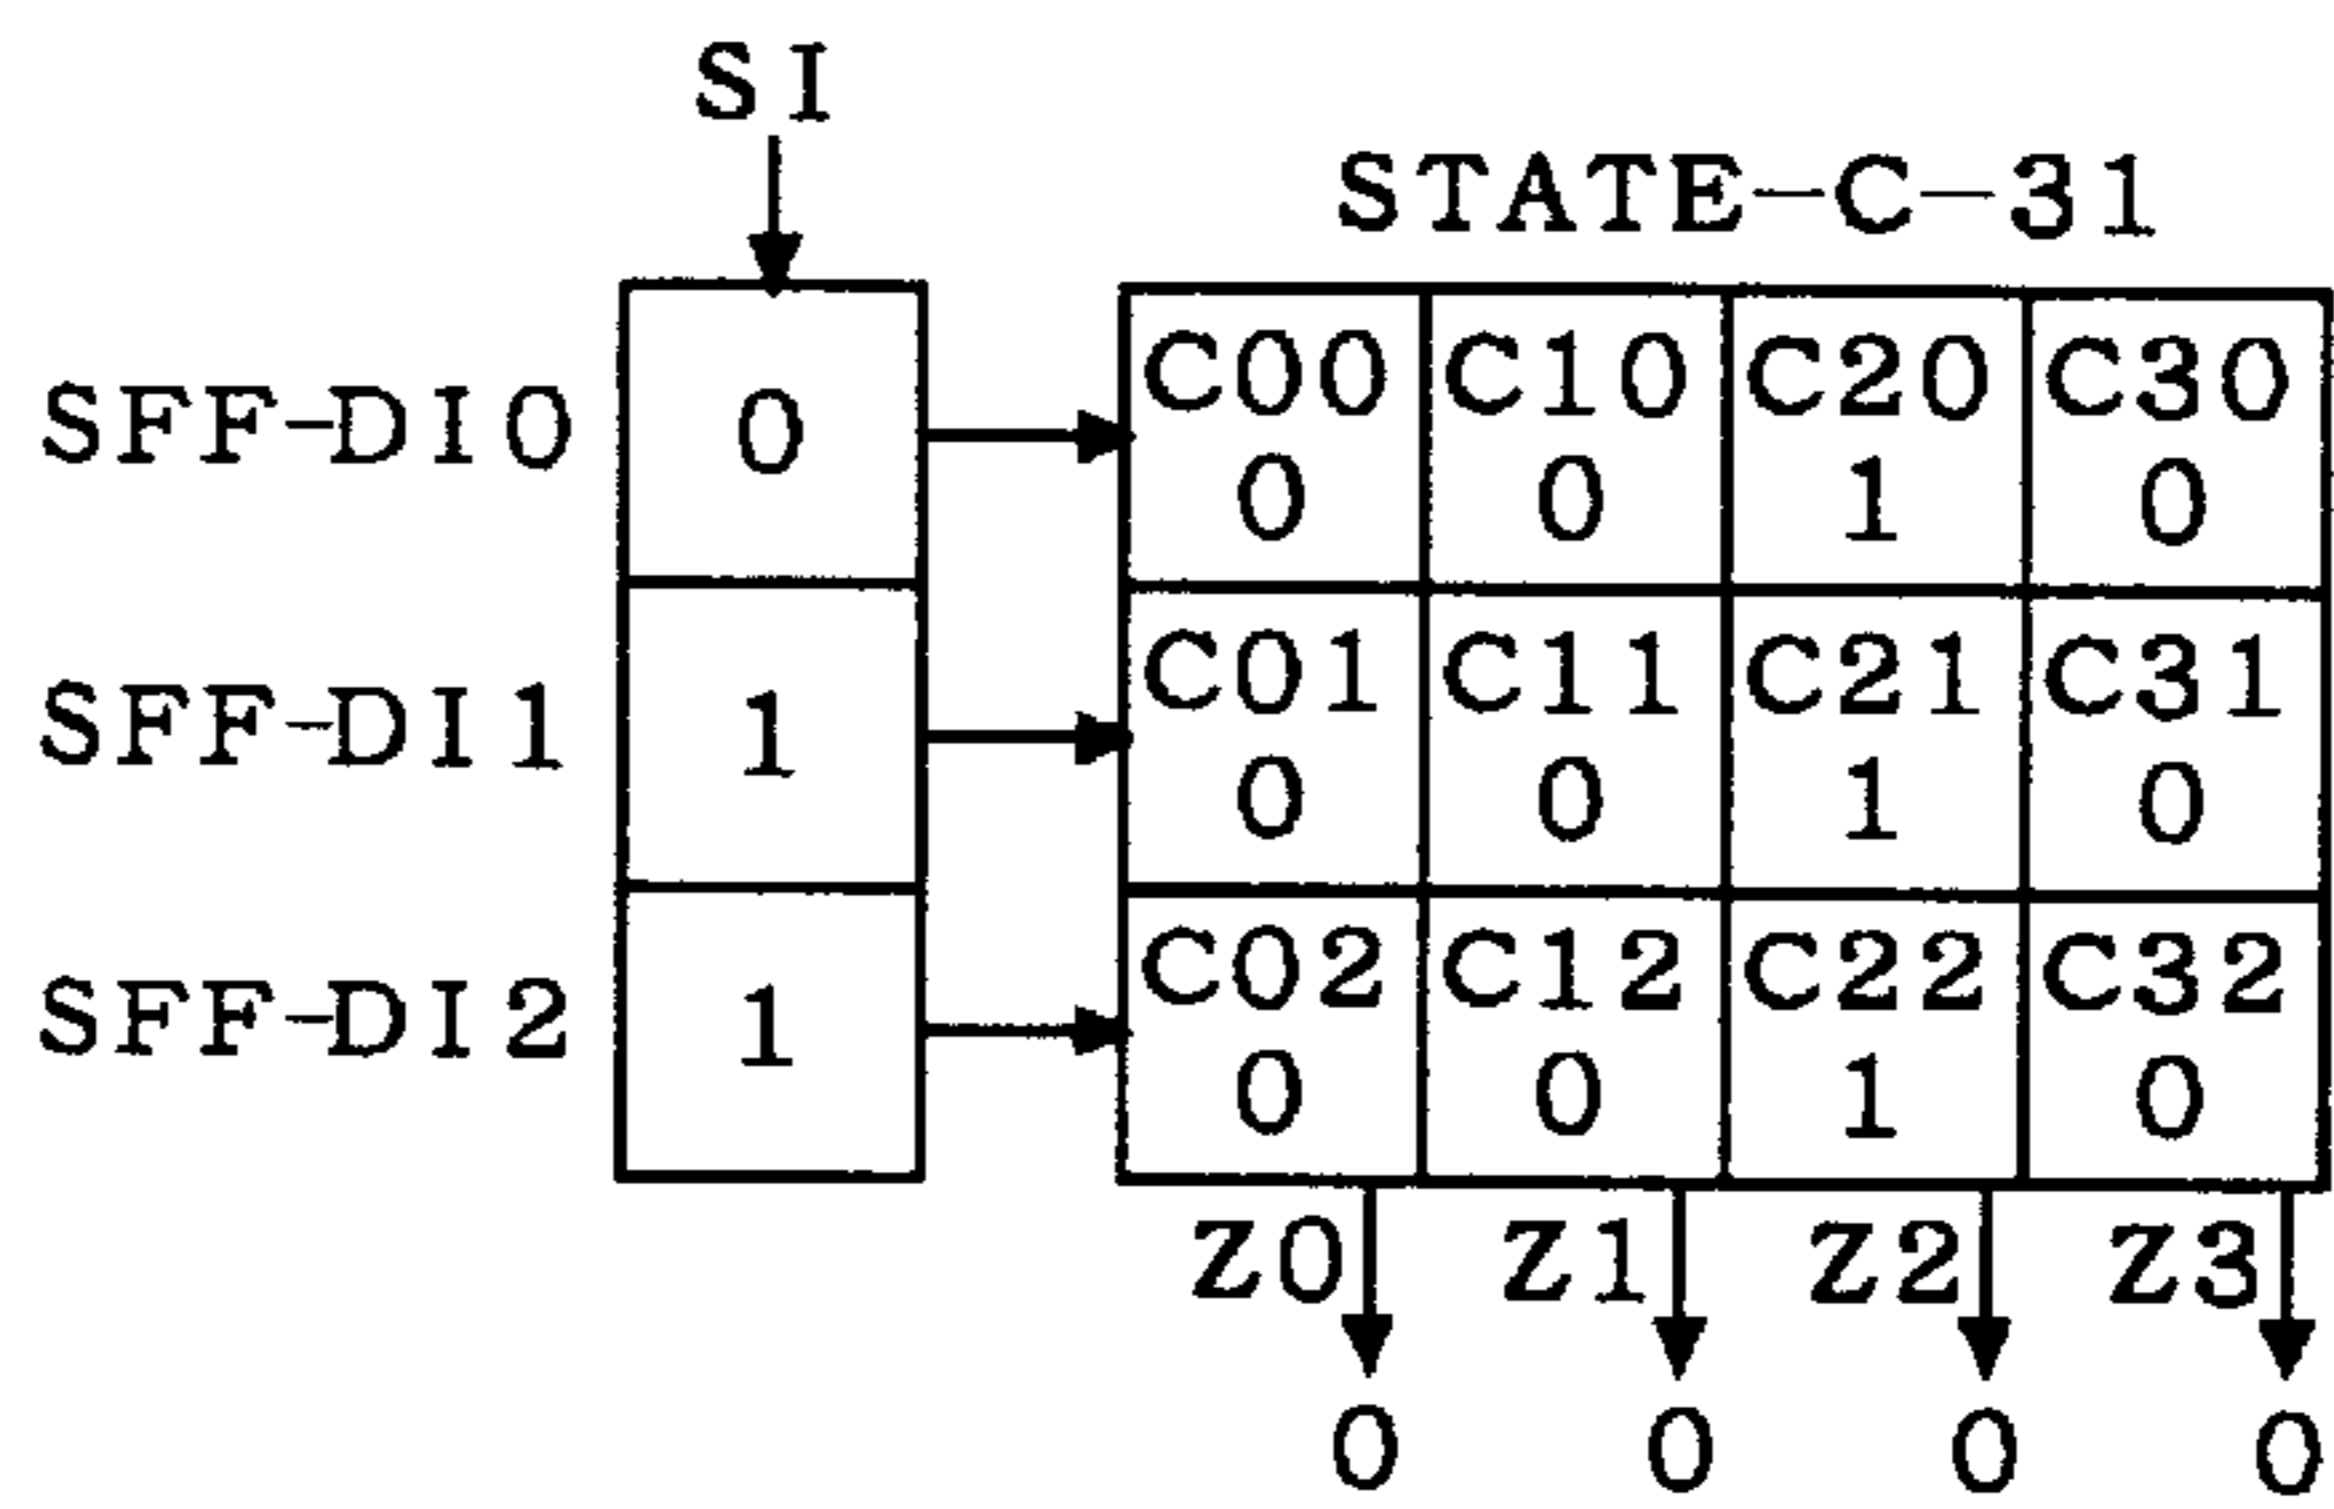 SI
STATE-C-31
SFF-DI0 0 C00 C10 C20 C30
0 0 1 0
SFF-DI1 1 C01 C11 C21 C31
0 0 1 0
SFF-DI2 1 C02 C12 C22 C32
0 0 1 0
Z0 Z1 Z2 Z3
0 0 0 0